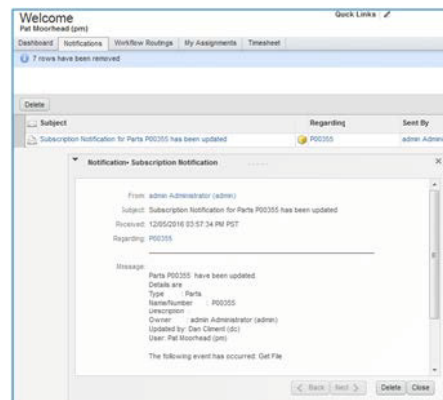 Welcome
Quck Links
Pat Moorhead (pm)
Dashboard Notifications Workflow Routings My Assignments Timesheet
7 rows have been removed
Delete
Subject Regarding Sent By
Subscription Notification for Parts P00355 has been updated P00355 admin Admini
Notification- Subscription Notification
From: admin Administrator (admin)
Subject: Subscription Notification for Parts P00355 has been updated
Received: 12/05/2016 03:57:34 PM PST
Regarding: P00355
Message:
Parts P00355 have been updated.
Details are
Type : Parts
Name/Number : P00355
Description :
Owner : admin Administrator (admin)
Updated by: Dan Climent (dc)
User: Pat Moorhead (pm)
The following event has occurred: Get File
Back Next Delete Close